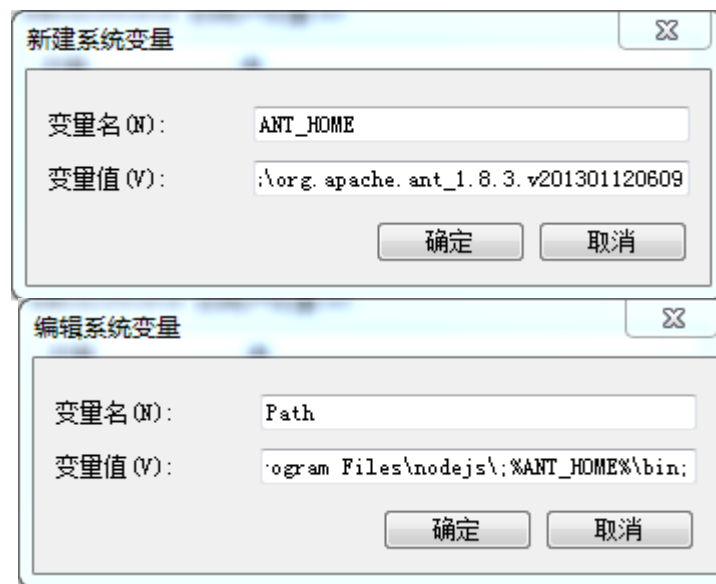 新建系统变量
变量名(N):
ANT_HOME
变量值(V):
:\org.apache.ant_1.8.3.v201301120609
确定
取消
编辑系统变量
变量名(N):
Path
变量值(V):
ogram Files\nodejs\;%ANT_HOME%\bin;
确定
取消